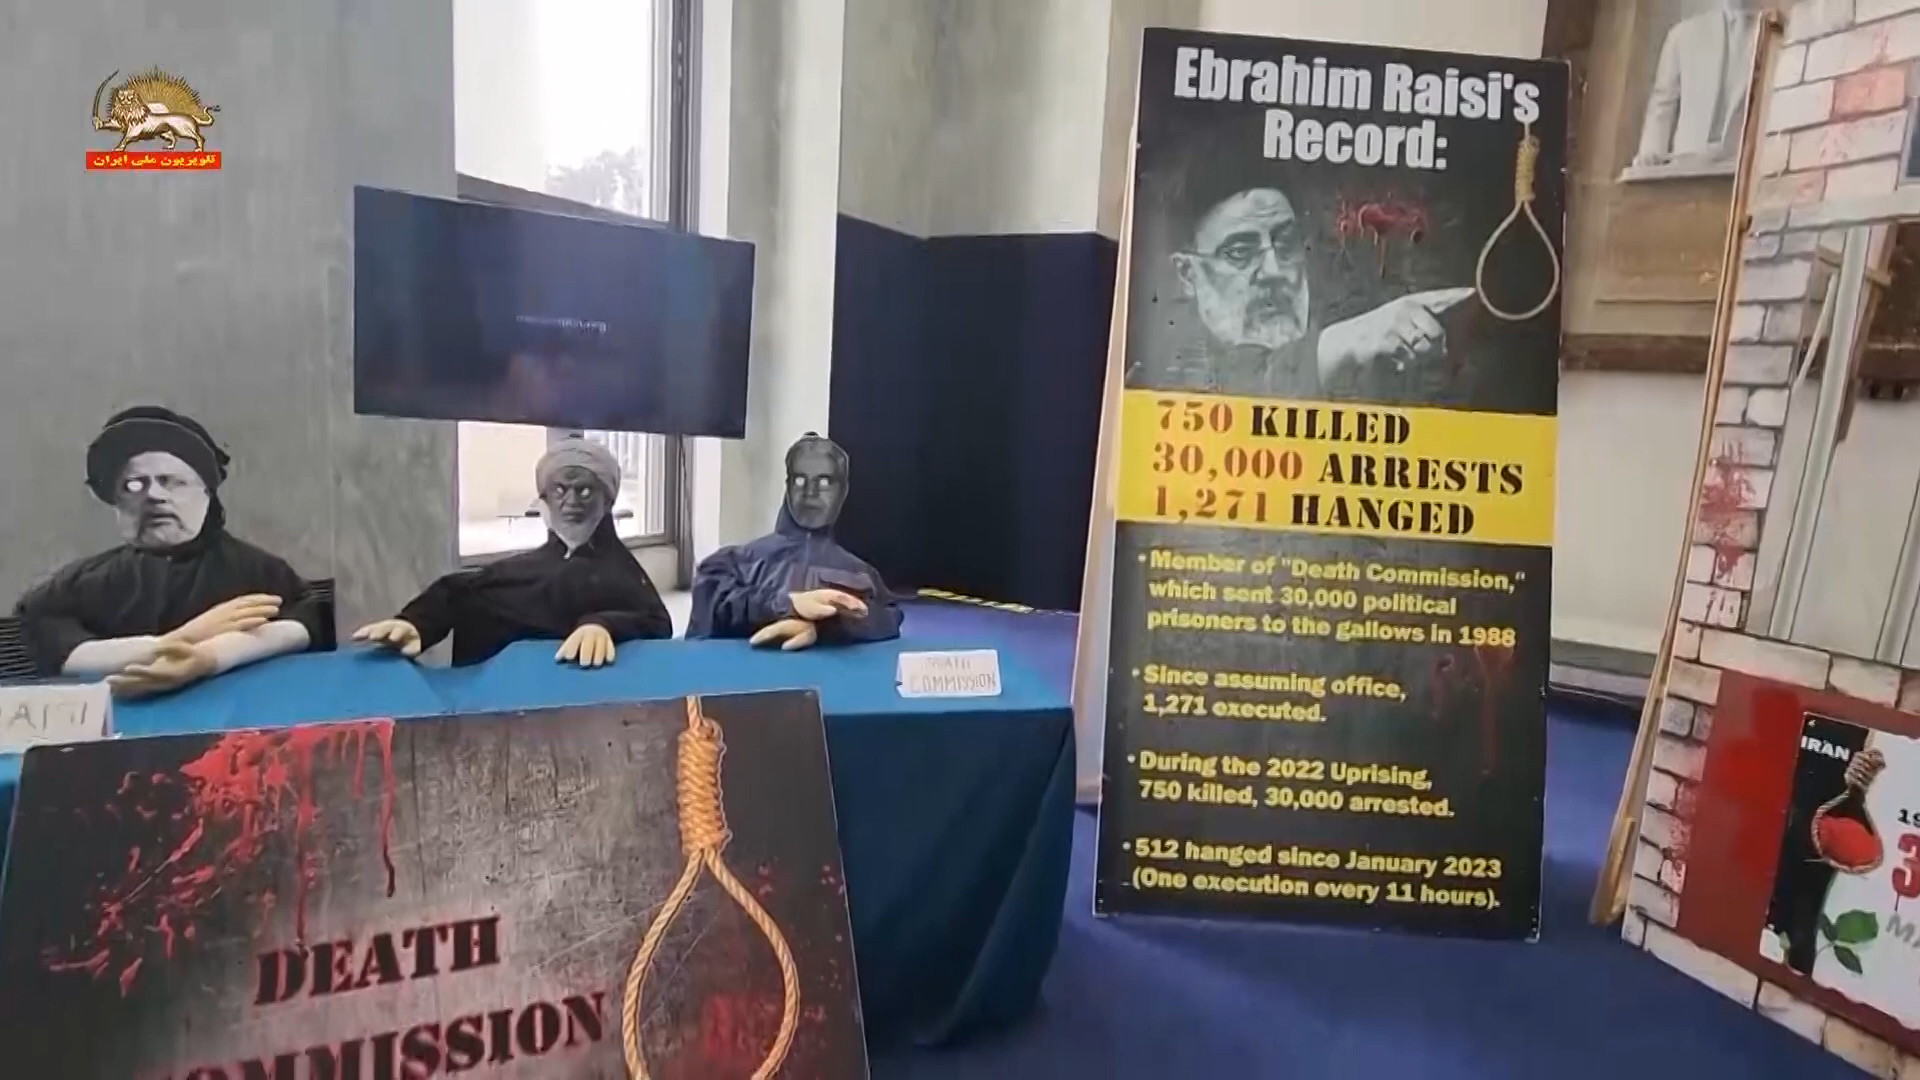 تلویزیون ملی ایران
Ebrahim Raisi's
Record:
750 KILLED
30,000 ARRESTS
1,271 HANGED
• Member of "Death Commission,"
which sent 30,000 political
prisoners to the gallows in 1988
• Since assuming office,
1,271 executed.
• During the 2022 Uprising,
750 killed, 30,000 arrested.
• 512 hanged since January 2023
(One execution every 11 hours).
DEATH
COMMISSION
DEATH
COMMISSION
IRAN